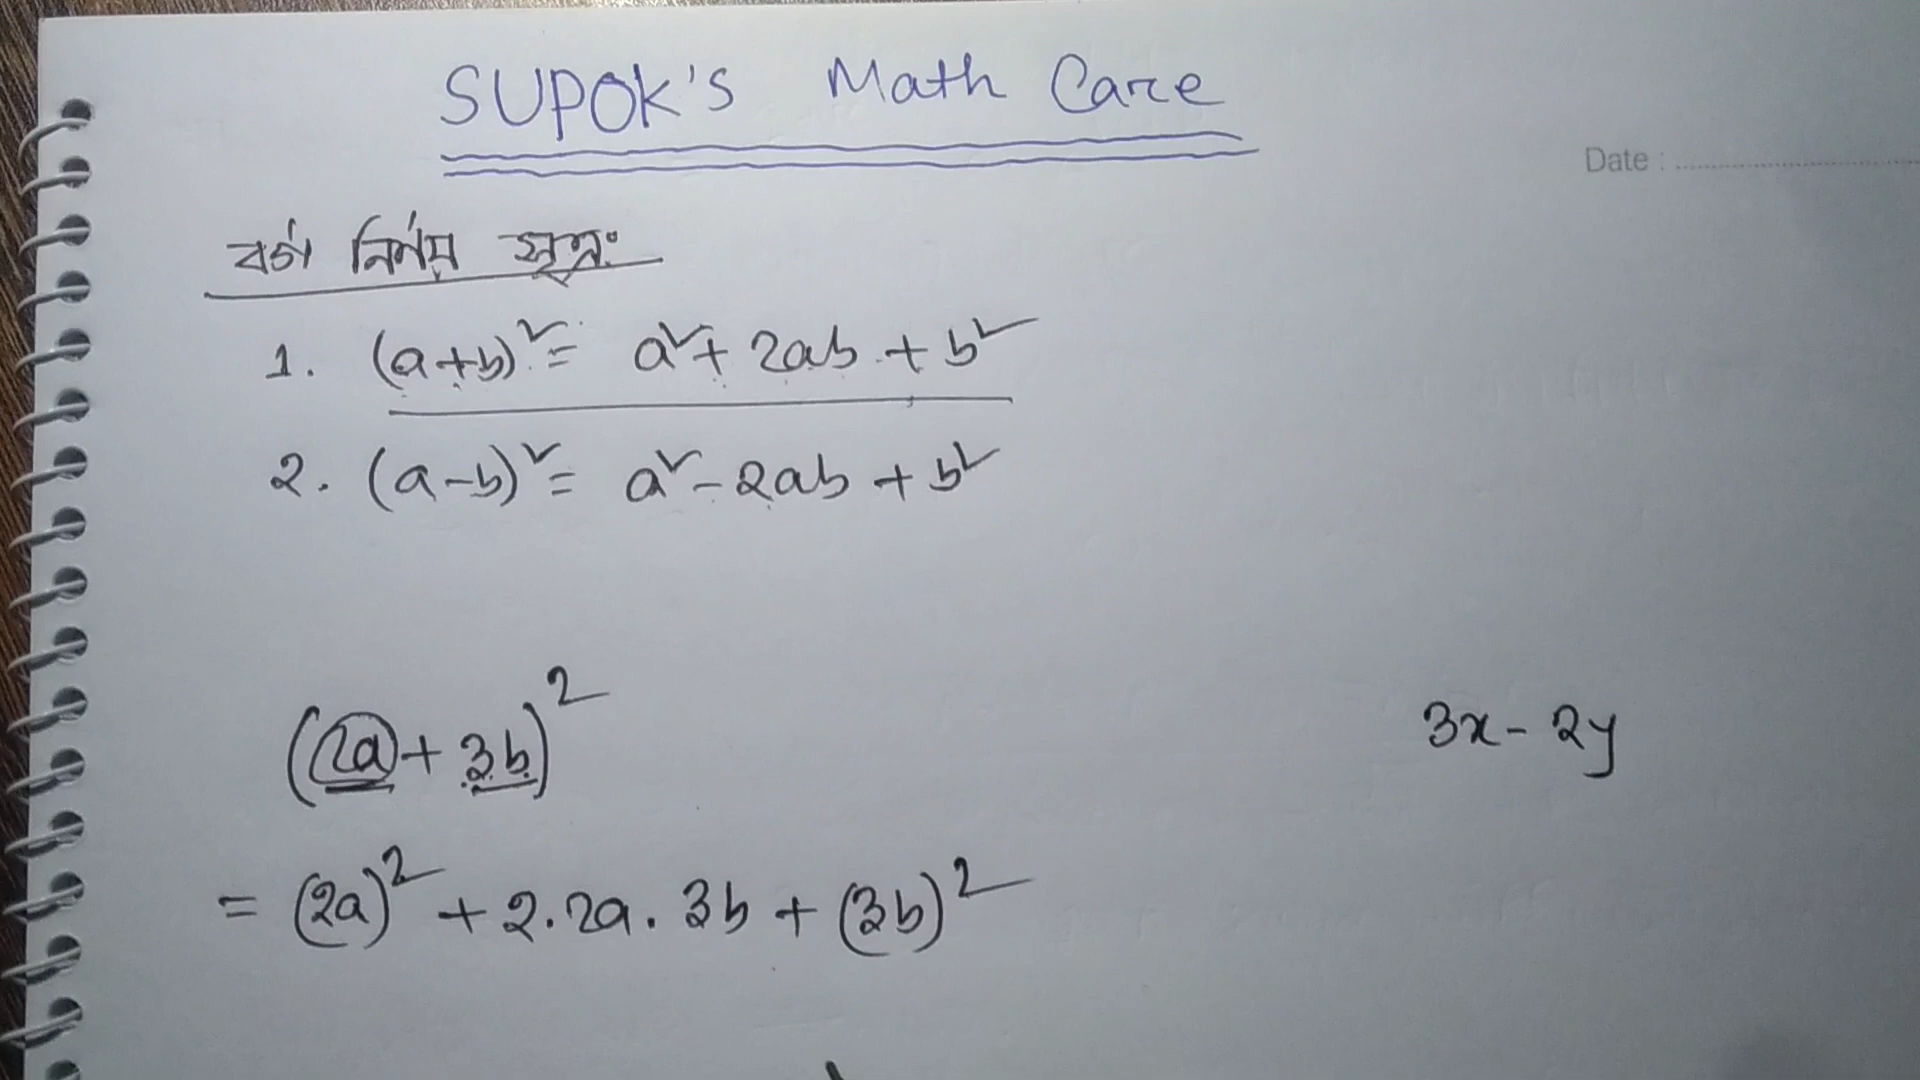 SUPOK's Math Care
Date :
বর্গ নির্ণয় সূত্রঃ
1. (a+b)² = a² + 2ab + b²
2. (a-b)² = a² - 2ab + b²
(2a + 3b)²
3x - 2y
= (2a)² + 2.2a. 3b + (3b)²